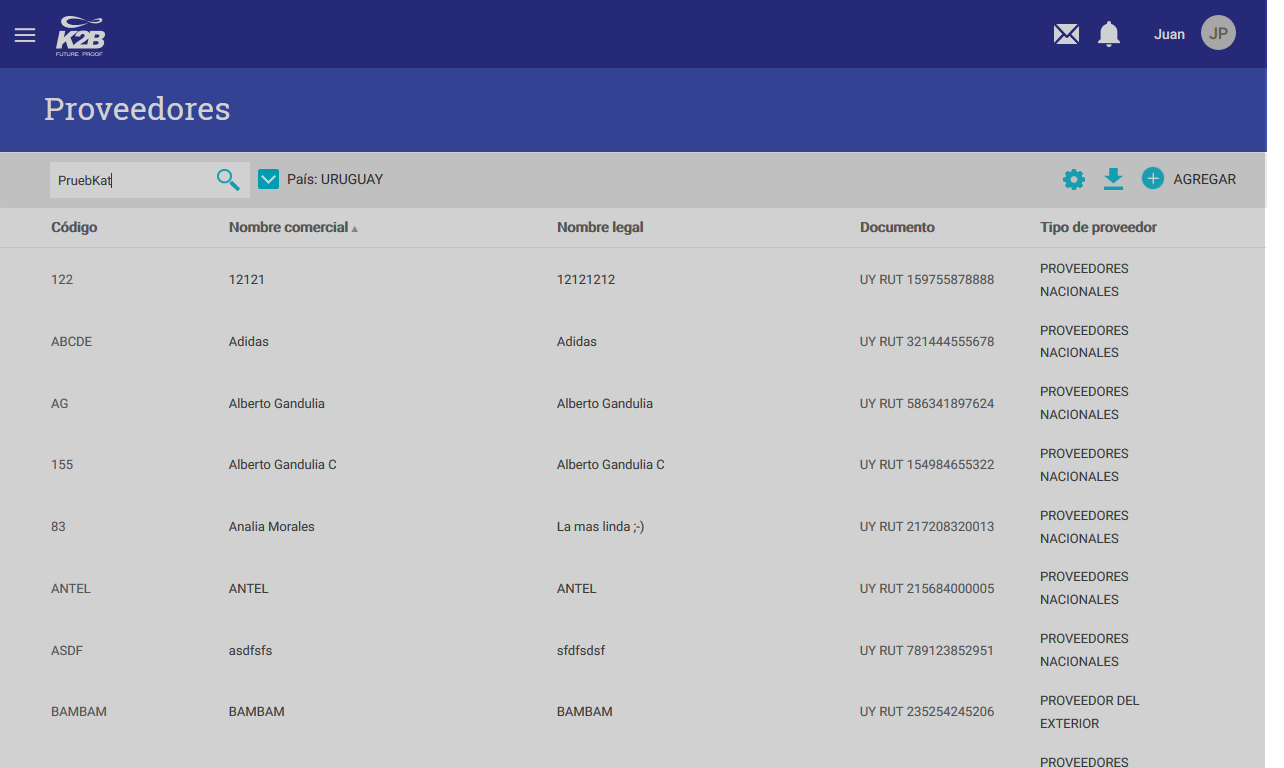 K2B
FUTURE PROOF
Juan JP
Proveedores
PruebKat País: URUGUAY AGREGAR
Código Nombre comercial Nombre legal Documento Tipo de proveedor
122 12121 12121212 UY RUT 159755878888 PROVEEDORES NACIONALES
ABCDE Adidas Adidas UY RUT 321444555678 PROVEEDORES NACIONALES
AG Alberto Gandulia Alberto Gandulia UY RUT 586341897624 PROVEEDORES NACIONALES
155 Alberto Gandulia C Alberto Gandulia C UY RUT 154984655322 PROVEEDORES NACIONALES
83 Analia Morales La mas linda ;-) UY RUT 217208320013 PROVEEDORES NACIONALES
ANTEL ANTEL ANTEL UY RUT 215684000005 PROVEEDORES NACIONALES
ASDF asdfsfs sfdfsdsf UY RUT 789123852951 PROVEEDORES NACIONALES
BAMBAM BAMBAM BAMBAM UY RUT 235254245206 PROVEEDOR DEL EXTERIOR
PROVEEDORES